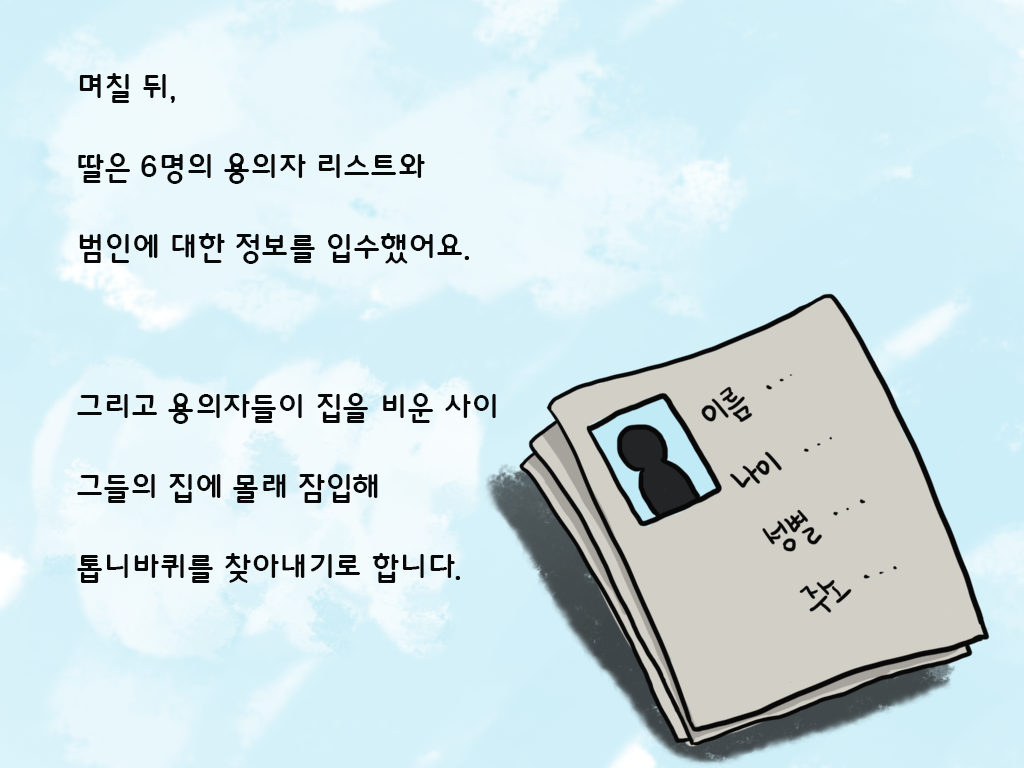 며칠 뒤,
딸은 6명의 용의자 리스트와
범인에 대한 정보를 입수했어요.
그리고 용의자들이 집을 비운 사이
그들의 집에 몰래 잠입해
톱니바퀴를 찾아내기로 합니다.
이름 ...
나이 ...
성별 ...
주소 ...